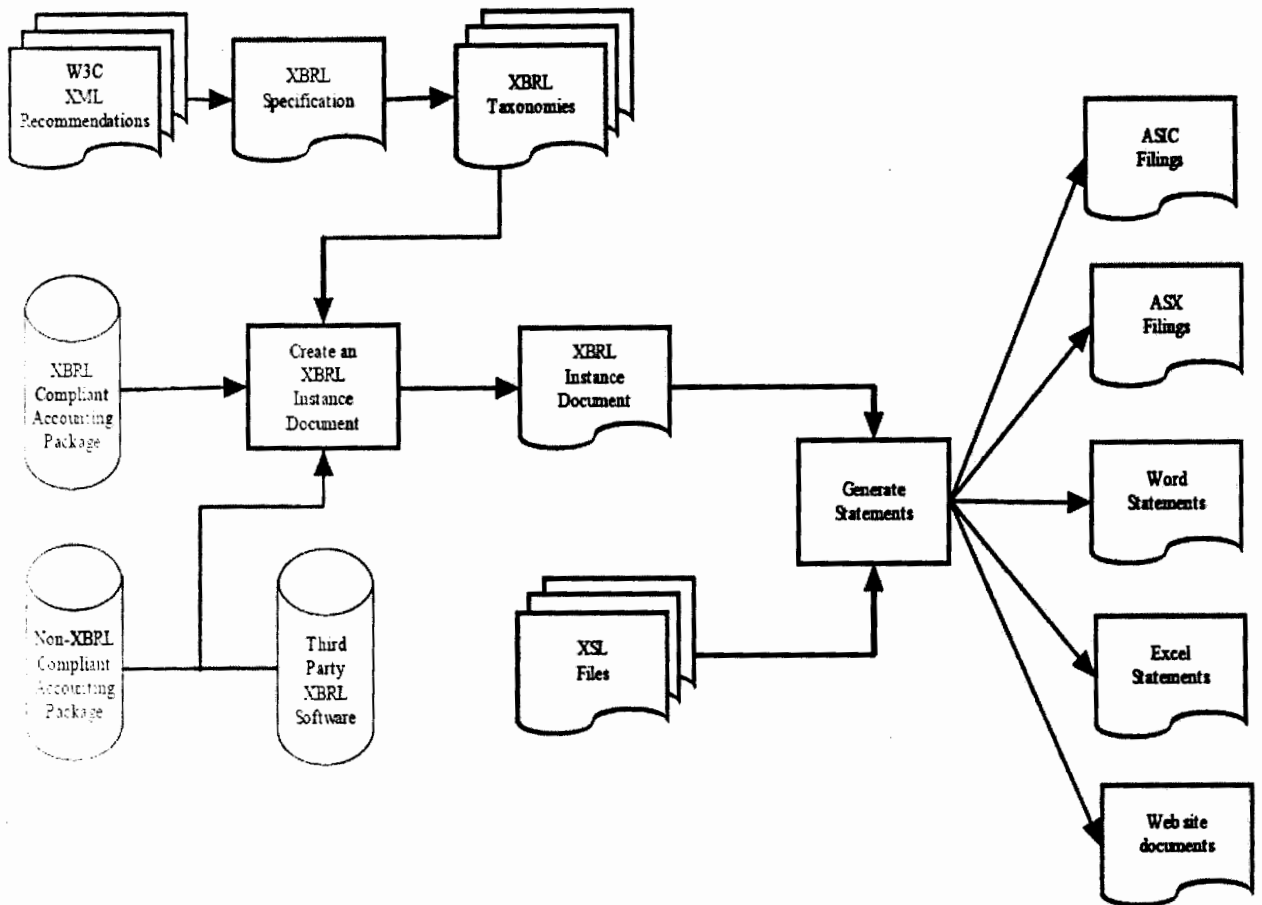 W3C
XML
Recommendations
XBRL
Specification
XBRL
Taxonomies
ASIC
Filings
ASX
Filings
XBRL
Compliant
Accounting
Package
Create an
XBRL
Instance
Document
XBRL
Instance
Document
Generate
Statements
Word
Statements
Non-XBRL
Compliant
Accounting
Package
Third
Party
XBRL
Software
XSL
Files
Excel
Statements
Web site
documents